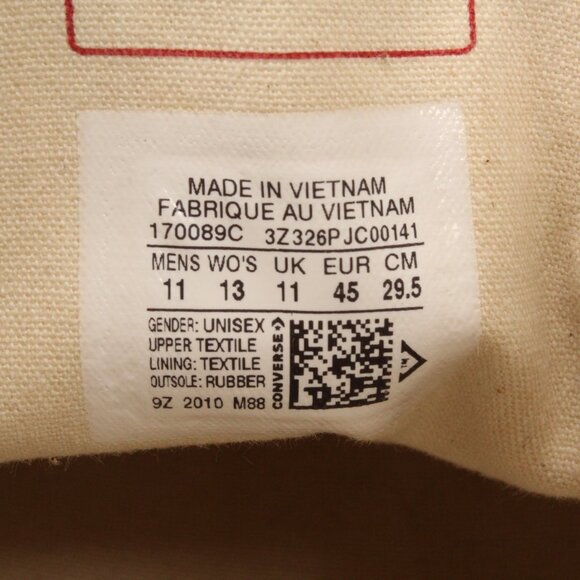 MADE IN VIETNAM
FABRIQUE AU VIETNAM
170089C 3Z326PJC00141
MENS WO'S UK EUR CM
11 13 11 45 29.5
GENDER: UNISEX
UPPER TEXTILE
LINING: TEXTILE
OUTSOLE: RUBBER
9Z 2010 M88
CONVERSE